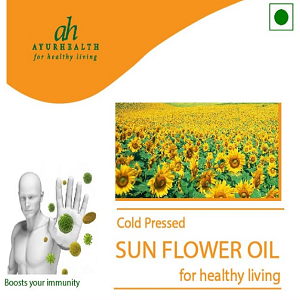 ah
AYURHEALTH
for healthy living
Cold Pressed
SUN FLOWER OIL
for healthy living
Boosts your immunity